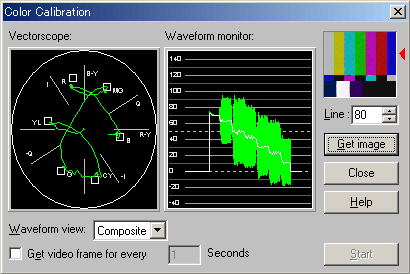 Color Calibration
Vectorscope:
Waveform monitor:
B-Y
R
MG
I
Q
YL
R-Y
B
-Q
-I
G
CY
140
120
100
80
60
40
20
0
-20
-40
Line : 80
Get image
Close
Help
Waveform view: Composite
Get video frame for every 1 Seconds
Start